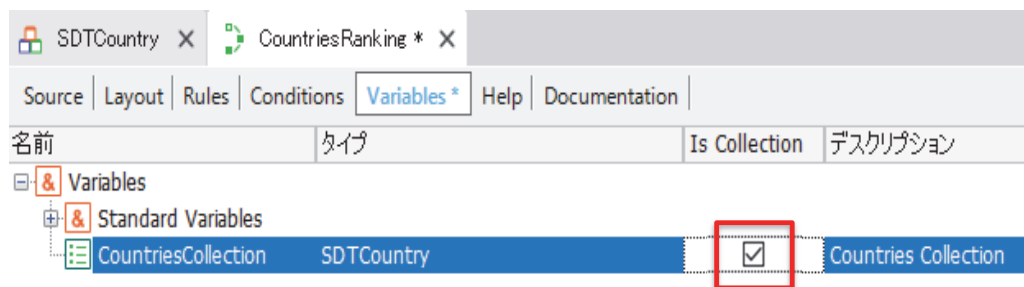 SDTCountry CountriesRanking *
Source Layout Rules Conditions Variables * Help Documentation
名前 タイプ Is Collection デスクリプション
& Variables
& Standard Variables
CountriesCollection SDTCountry Countries Collection